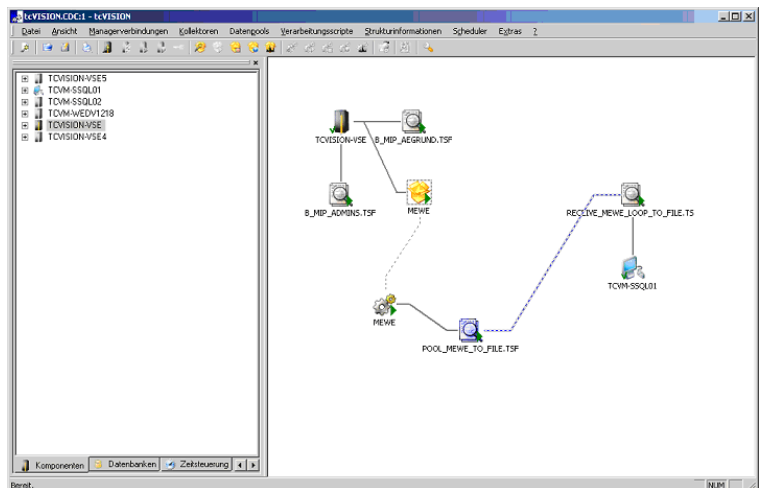 tcVISION.CDC:1 - tcVISION
Datei Ansicht Managerverbindungen Kollektoren Datenpools Verarbeitungsscripte Strukturinformationen Scheduler Extras ?
TCVISION-VSE5
TCVM-SSQL01
TCVM-SSQL02
TCVM-WEDV1218
TCVISION-VSE
TCVISION-VSE4
TCVISION-VSE B_MIP_AEGRUND.TSF
B_MIP_ADMINS.TSF MEWE RECLIVE_MEWE_LOOP_TO_FILE.TS
TCVM-SSQL01
MEWE
POOL_MEWE_TO_FILE.TSF
Komponenten Datenbanken Zeitsteuerung
Bereit. NUM